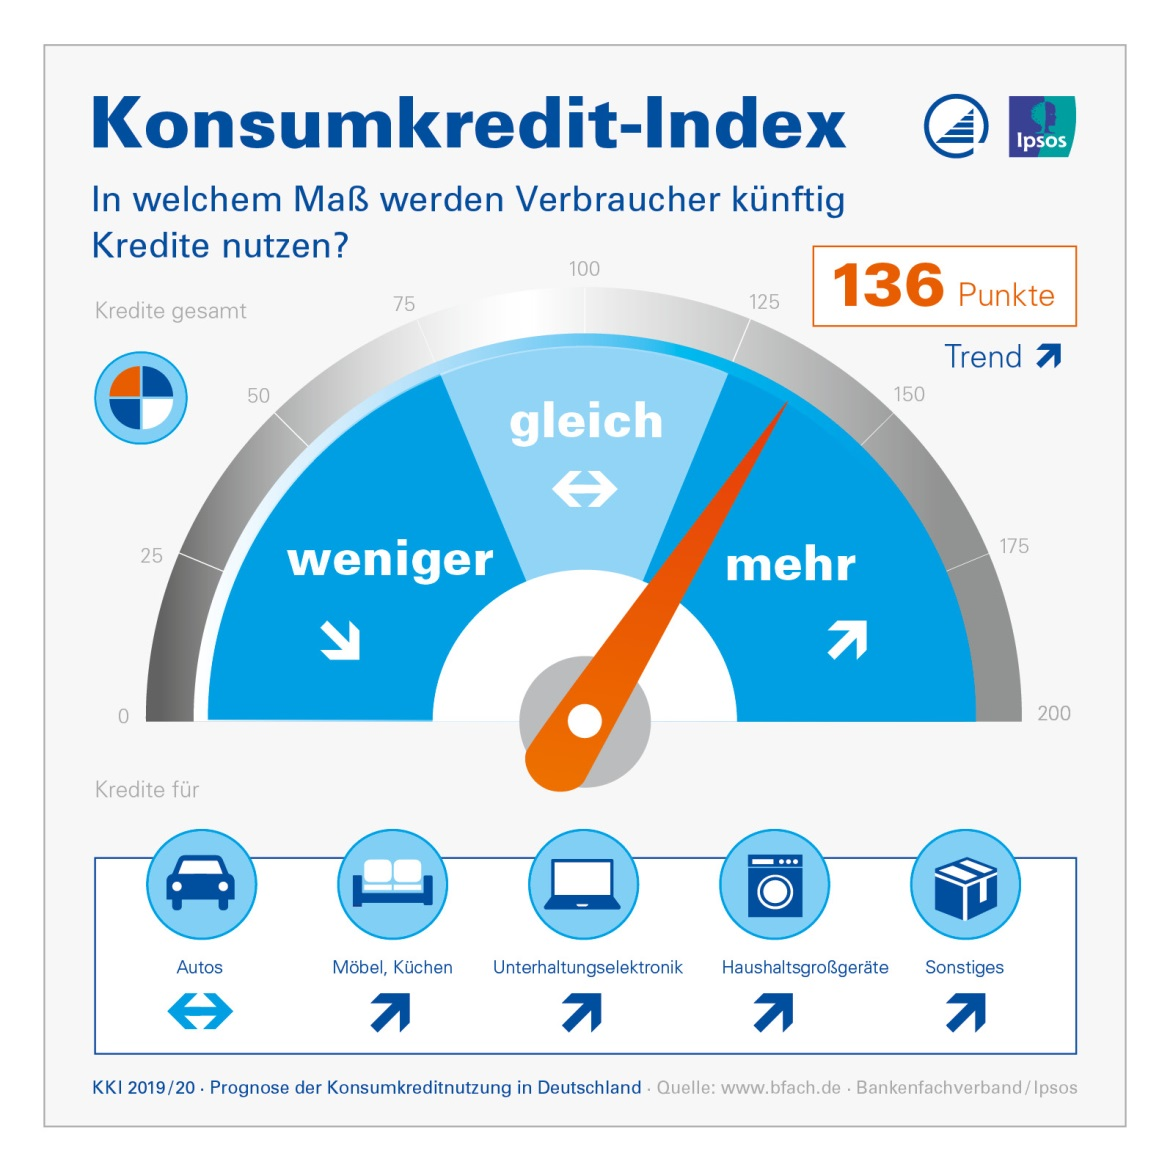 Konsumkredit-Index
Ipsos
In welchem Maß werden Verbraucher künftig
Kredite nutzen?
136 Punkte
Trend
Kredite gesamt
0
25
50
75
100
125
150
175
200
weniger
gleich
mehr
Kredite für
Autos
Möbel, Küchen
Unterhaltungselektronik
Haushaltsgroßgeräte
Sonstiges
KKI 2019/20 · Prognose der Konsumkreditnutzung in Deutschland · Quelle: www.bfach.de · Bankenfachverband/Ipsos